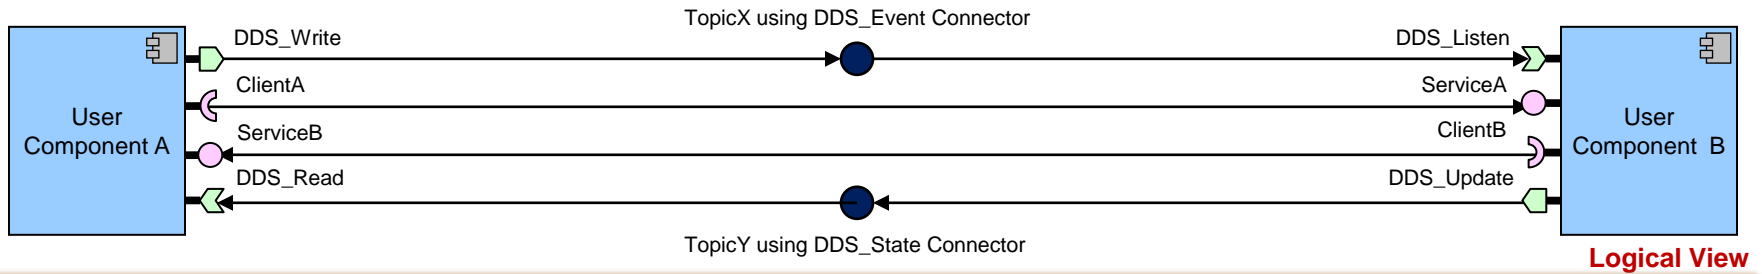 TopicX using DDS_Event Connector
DDS_Write
DDS_Listen
ClientA
ServiceA
User
Component A
User
Component B
ServiceB
ClientB
DDS_Read
DDS_Update
TopicY using DDS_State Connector
Logical View